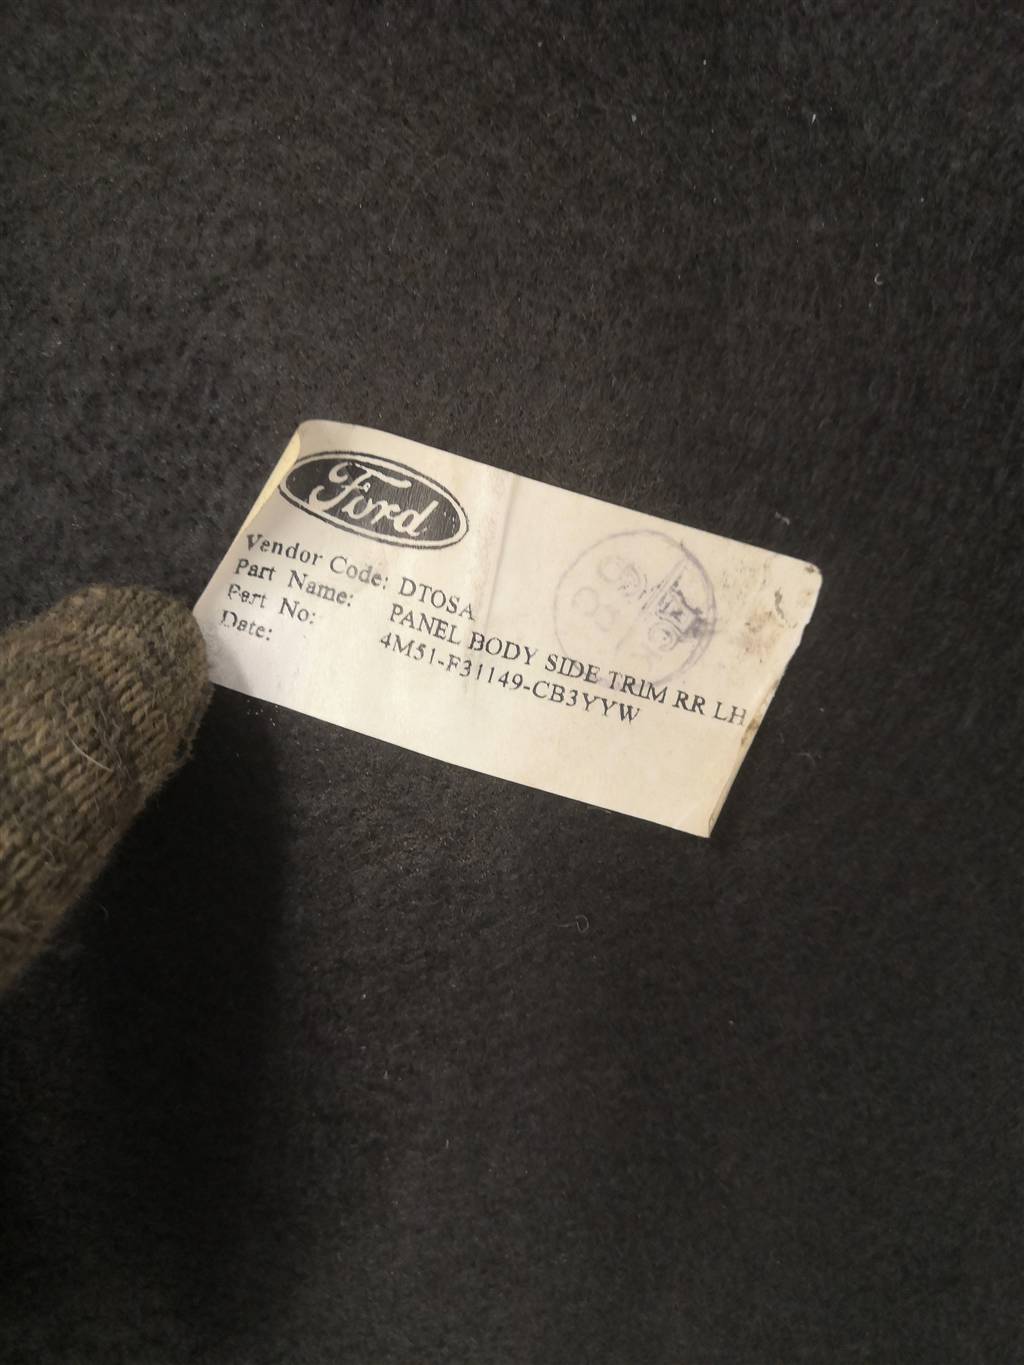 Ford
Vendor Code: DTOSA
Part Name: PANEL BODY SIDE TRIM RR LH
Part No: 4M51-F31149-CB3YYW
Date: